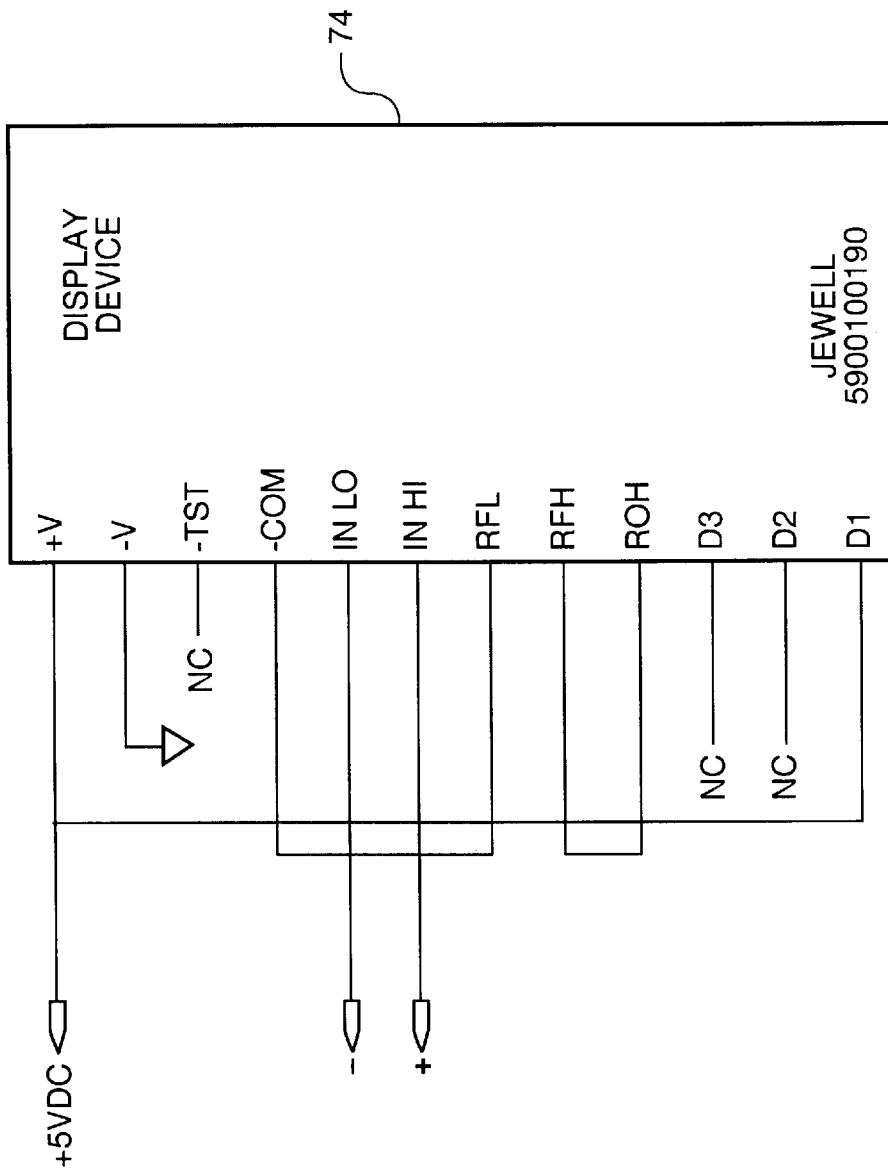 74
DISPLAY
DEVICE
JEWELL
5900100190
+V
-V
-TST
-COM
IN LO
IN HI
RFL
RFH
ROH
D3
D2
D1
NC
NC
NC
+5VDC
-
+